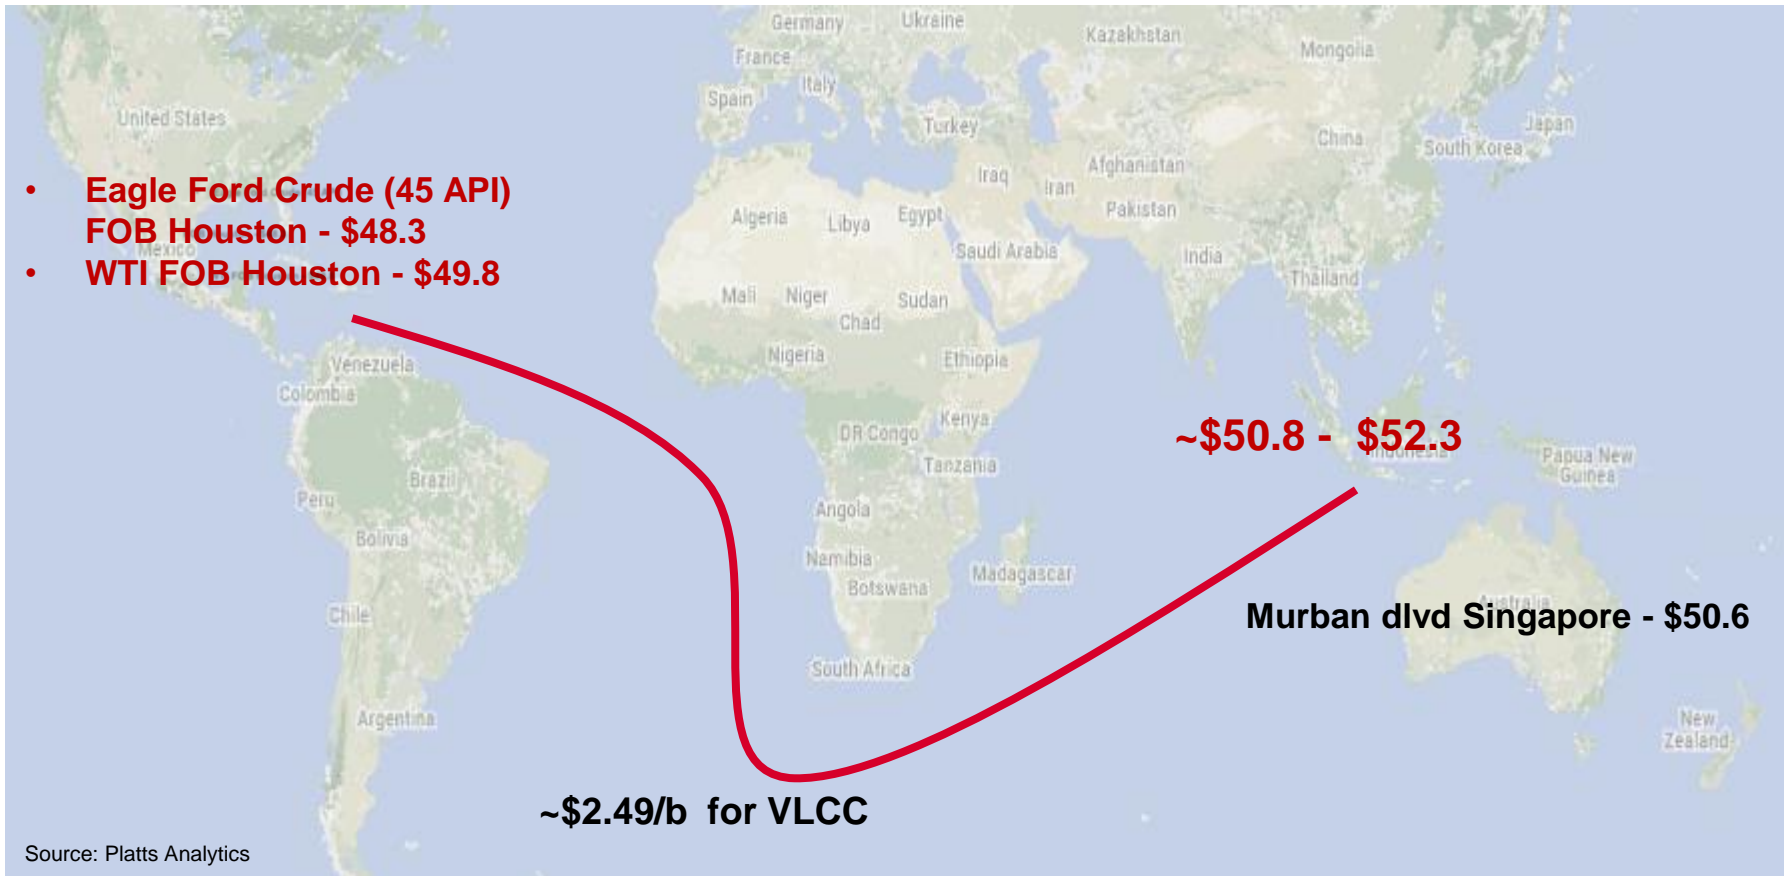 Germany
Ukraine
Kazakhstan
Mongolia
France
Italy
Spain
Turkey
United States
China
Japan
South Korea
Afghanistan
Iraq
Iran
Pakistan
• Eagle Ford Crude (45 API)
FOB Houston - $48.3
Mexico
• WTI FOB Houston - $49.8
Algeria
Libya
Egypt
Saudi Arabia
India
Thailand
Mali
Niger
Sudan
Chad
Nigeria
Ethiopia
Venezuela
Colombia
DR Congo
Kenya
Tanzania
~$50.8 - $52.3
Indonesia
Papua New
Guinea
Brazil
Peru
Angola
Bolivia
Namibia
Botswana
Madagascar
Chile
Australia
Murban dlvd Singapore - $50.6
South Africa
Argentina
New
Zealand
~$2.49/b for VLCC
Source: Platts Analytics